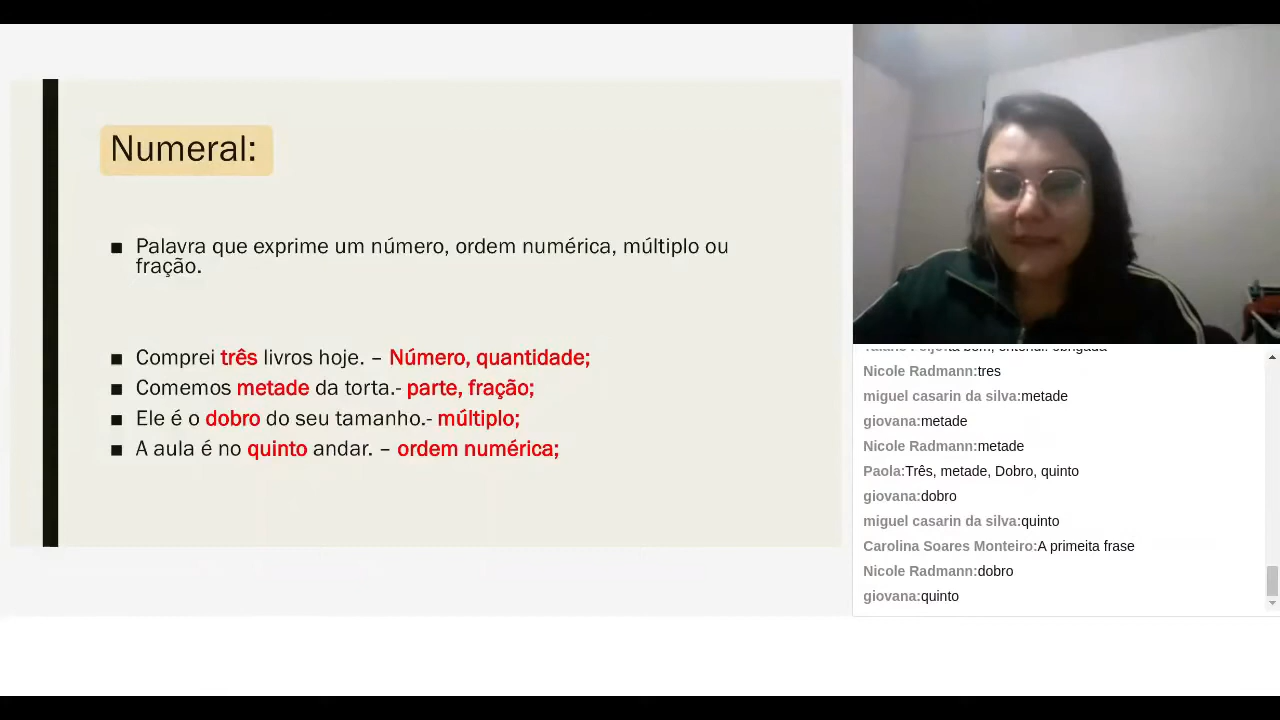 Numeral:
■ Palavra que exprime um número, ordem numérica, múltiplo ou
fração.
■ Comprei três livros hoje. – Número, quantidade;
■ Comemos metade da torta.- parte, fração;
■ Ele é o dobro do seu tamanho.- múltiplo;
■ A aula é no quinto andar. – ordem numérica;
Nicole Radmann:tres
miguel casarin da silva:metade
giovana:metade
Nicole Radmann:metade
Paola:Três, metade, Dobro, quinto
giovana:dobro
miguel casarin da silva:quinto
Carolina Soares Monteiro:A primeita frase
Nicole Radmann:dobro
giovana:quinto